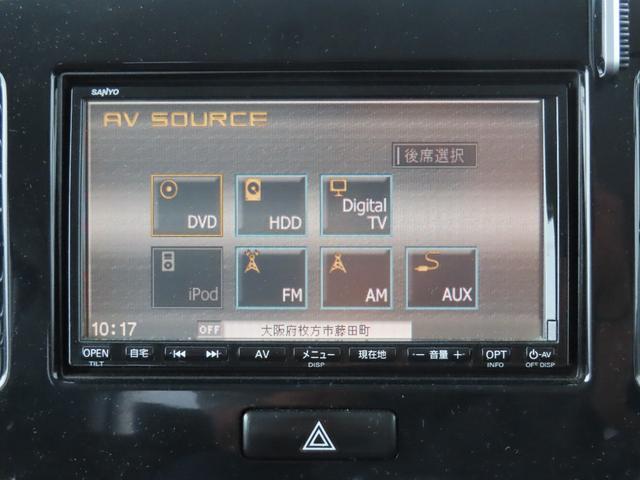 SANYO
AV SOURCE
後席選択
DVD HDD Digital TV
iPod FM AM AUX
10:17 OFF 大阪府枚方市藤田町
OPEN 自宅 AV メニュー 現在地 － 音量 ＋ OPT ⏻-AV
TILT DISP INFO OFF DISP